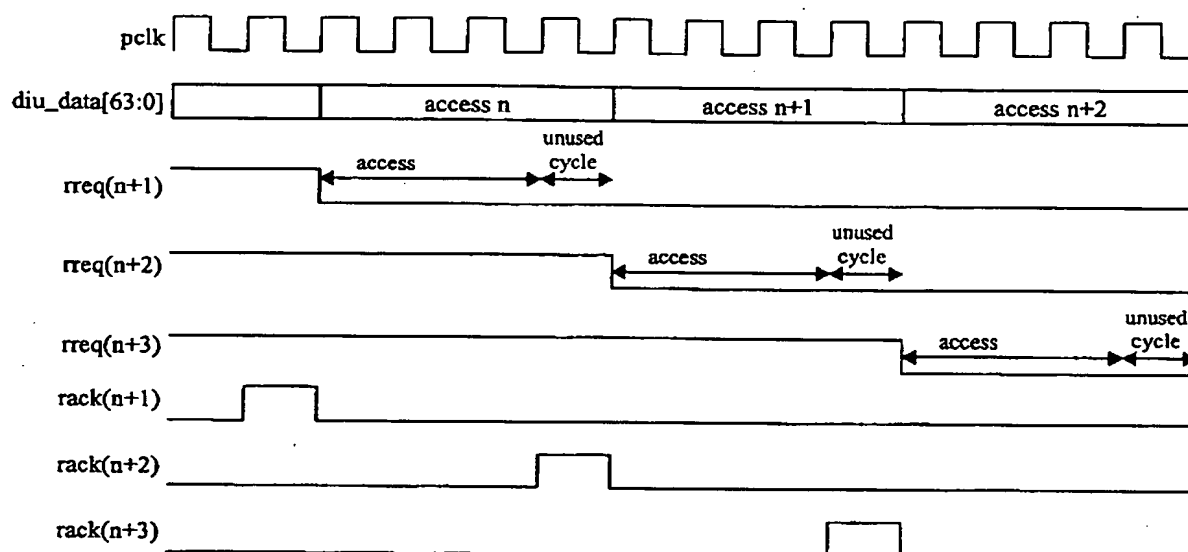 pclk
diu_data[63:0]
access n
access n+1
access n+2
rreq(n+1)
access
unused
cycle
rreq(n+2)
access
unused
cycle
rreq(n+3)
access
unused
cycle
rack(n+1)
rack(n+2)
rack(n+3)